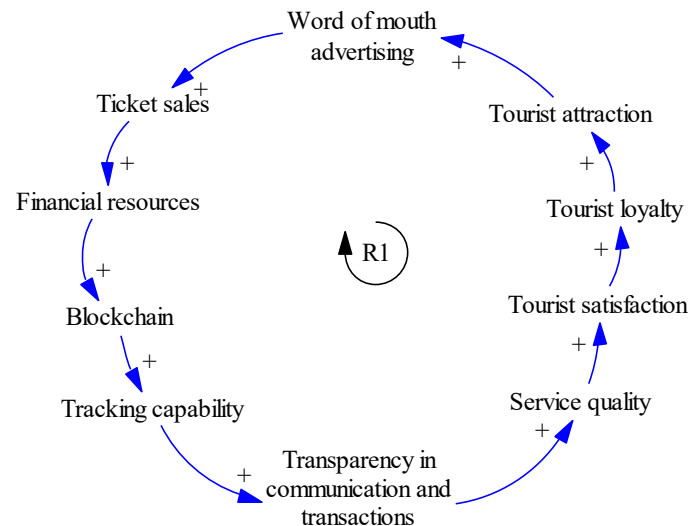 Word of mouth
advertising
+
+
Ticket sales
Tourist attraction
+
+
Financial resources
Tourist loyalty
R1
+
+
Blockchain
Tourist satisfaction
+
+
Tracking capability
Service quality
+
+
Transparency in
communication and
transactions